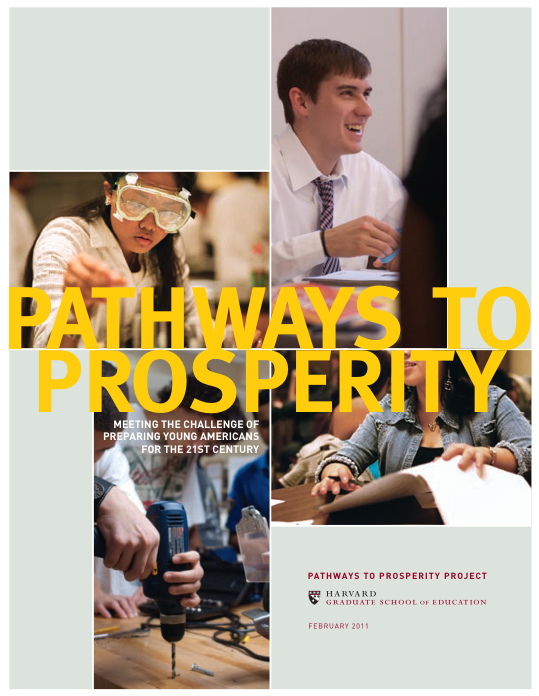 PATHWAYS TO
PROSPERITY
MEETING THE CHALLENGE OF
PREPARING YOUNG AMERICANS
FOR THE 21ST CENTURY
PATHWAYS TO PROSPERITY PROJECT
HARVARD
GRADUATE SCHOOL OF EDUCATION
FEBRUARY 2011